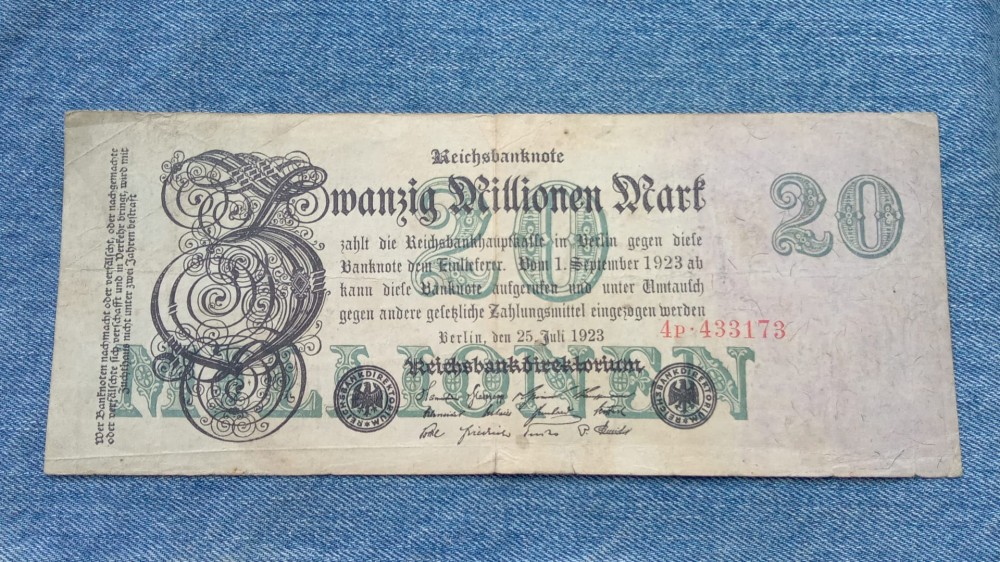 Reichsbanknote
Zwanzig Millionen Mark
20
zahlt die Reichsbankhauptkasse in Berlin gegen diese
Banknote dem Einlieferer. Vom 1. September 1923 ab
kann diese Banknote aufgerufen und unter Umtausch
gegen andere gesetzliche Zahlungsmittel eingezogen werden
20
4P·433173
Berlin, den 25. Juli 1923
MILLIONEN
Reichsbankdirektorium
REICHSBANKDIREKTORIUM
REICHSBANKDIREKTORIUM
Wer Banknoten nachmacht oder verfälscht, oder nachgemachte
oder verfälschte sich verschafft und in Verkehr bringt, wird mit
Zuchthaus nicht unter zwei Jahren bestraft